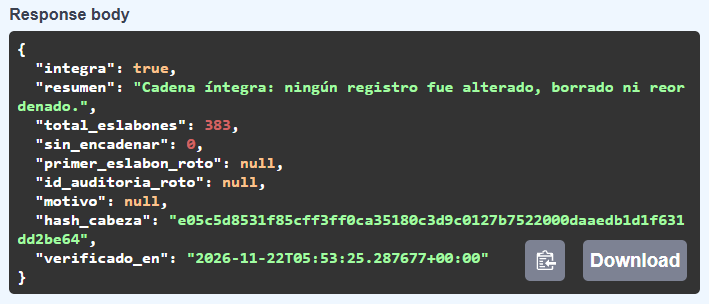 Response body
{
  "integra": true,
  "resumen": "Cadena íntegra: ningún registro fue alterado, borrado ni reor
denado.",
  "total_eslabones": 383,
  "sin_encadenar": 0,
  "primer_eslabon_roto": null,
  "id_auditoria_roto": null,
  "motivo": null,
  "hash_cabeza": "e05c5d8531f85cff3ff0ca35180c3d9c0127b7522000daaedb1d1f631
dd2be64",
  "verificado_en": "2026-11-22T05:53:25.287677+00:00"
}
Download